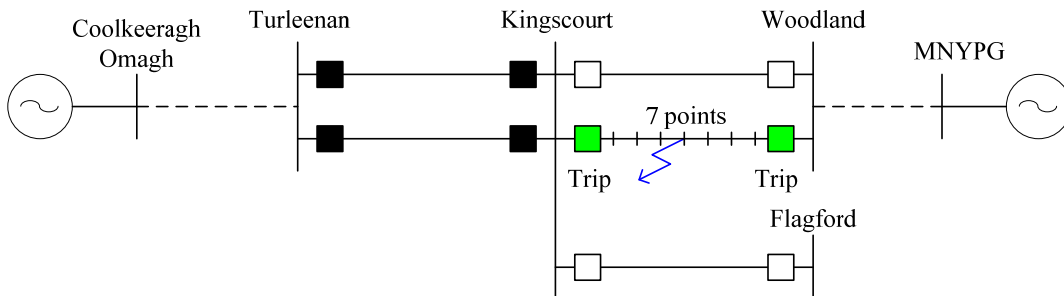 Coolkeeragh
Omagh
Turleenan
Kingscourt
Woodland
MNYPG
7 points
Trip
Trip
Flagford